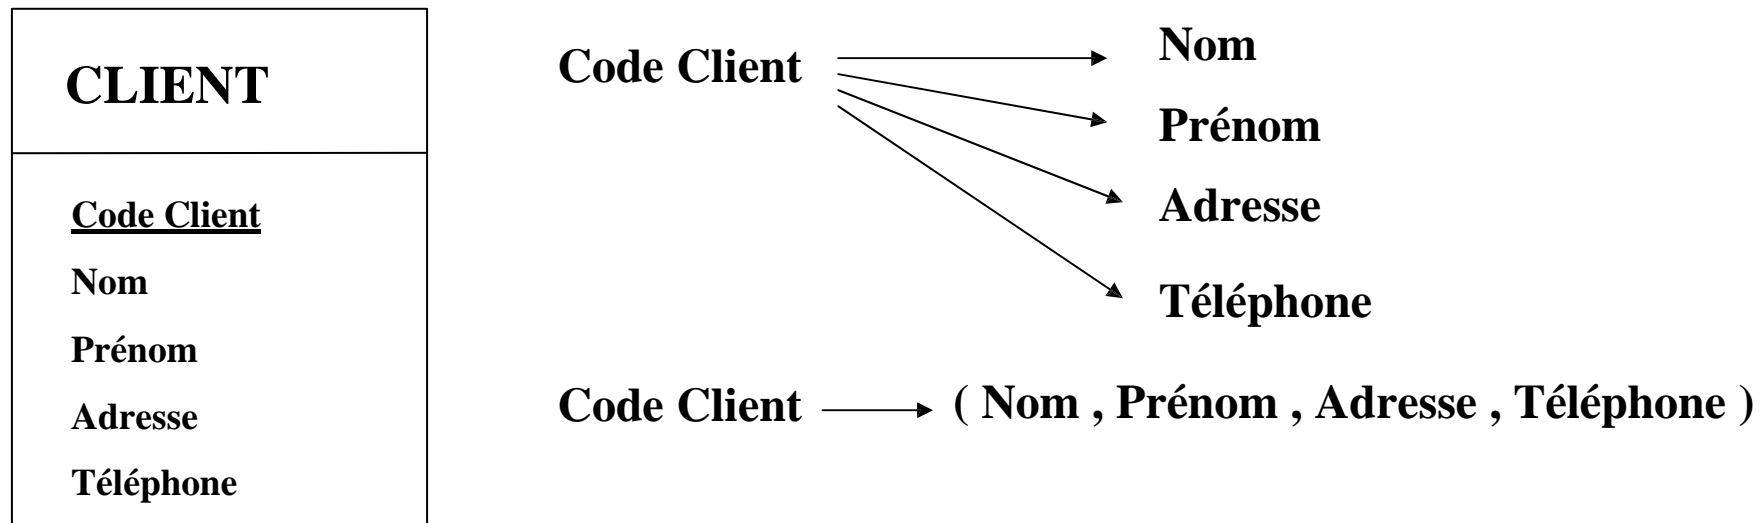 CLIENT
Code Client
Nom
Prénom
Adresse
Téléphone
Code Client
Nom
Prénom
Adresse
Téléphone
Code Client ( Nom , Prénom , Adresse , Téléphone )